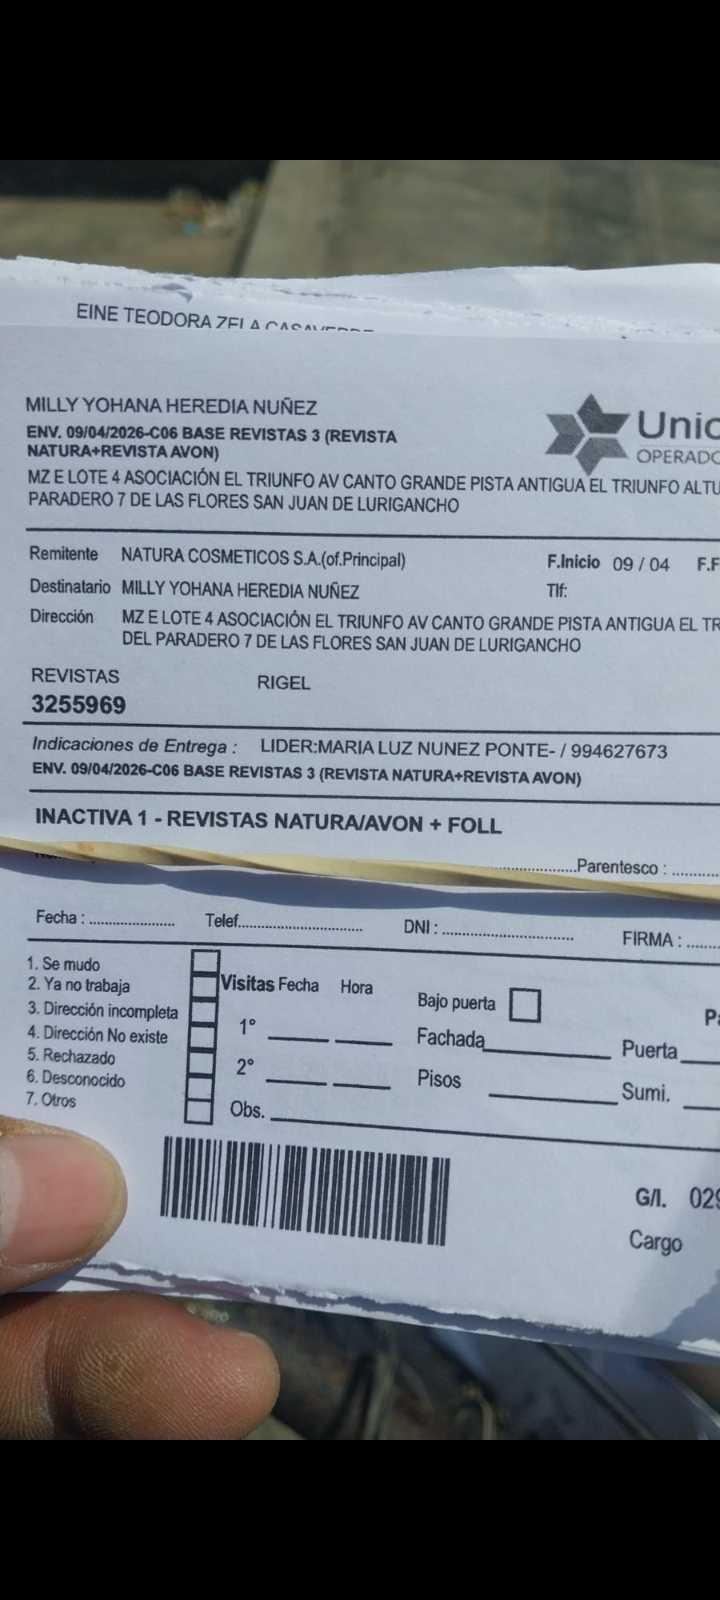 EINE TEODORA ZELA CASAVERDE
MILLY YOHANA HEREDIA NUÑEZ
ENV. 09/04/2026-C06 BASE REVISTAS 3 (REVISTA
NATURA+REVISTA AVON)
MZ E LOTE 4 ASOCIACIÓN EL TRIUNFO AV CANTO GRANDE PISTA ANTIGUA EL TRIUNFO ALTU
PARADERO 7 DE LAS FLORES SAN JUAN DE LURIGANCHO
Unic
OPERADO
Remitente NATURA COSMETICOS S.A.(of.Principal) F.Inicio 09 / 04 F.F
Destinatario MILLY YOHANA HEREDIA NUÑEZ Tlf:
Dirección MZ E LOTE 4 ASOCIACIÓN EL TRIUNFO AV CANTO GRANDE PISTA ANTIGUA EL TR
DEL PARADERO 7 DE LAS FLORES SAN JUAN DE LURIGANCHO
REVISTAS RIGEL
3255969
Indicaciones de Entrega : LIDER:MARIA LUZ NUNEZ PONTE- / 994627673
ENV. 09/04/2026-C06 BASE REVISTAS 3 (REVISTA NATURA+REVISTA AVON)
INACTIVA 1 - REVISTAS NATURA/AVON + FOLL
Parentesco :
Fecha : Telef. DNI : FIRMA :
1. Se mudo
2. Ya no trabaja
3. Dirección incompleta
4. Dirección No existe
5. Rechazado
6. Desconocido
7. Otros
Visitas Fecha Hora
1°
2°
Obs.
Bajo puerta
Fachada Puerta
Pisos Sumi.
G/I. 029
Cargo